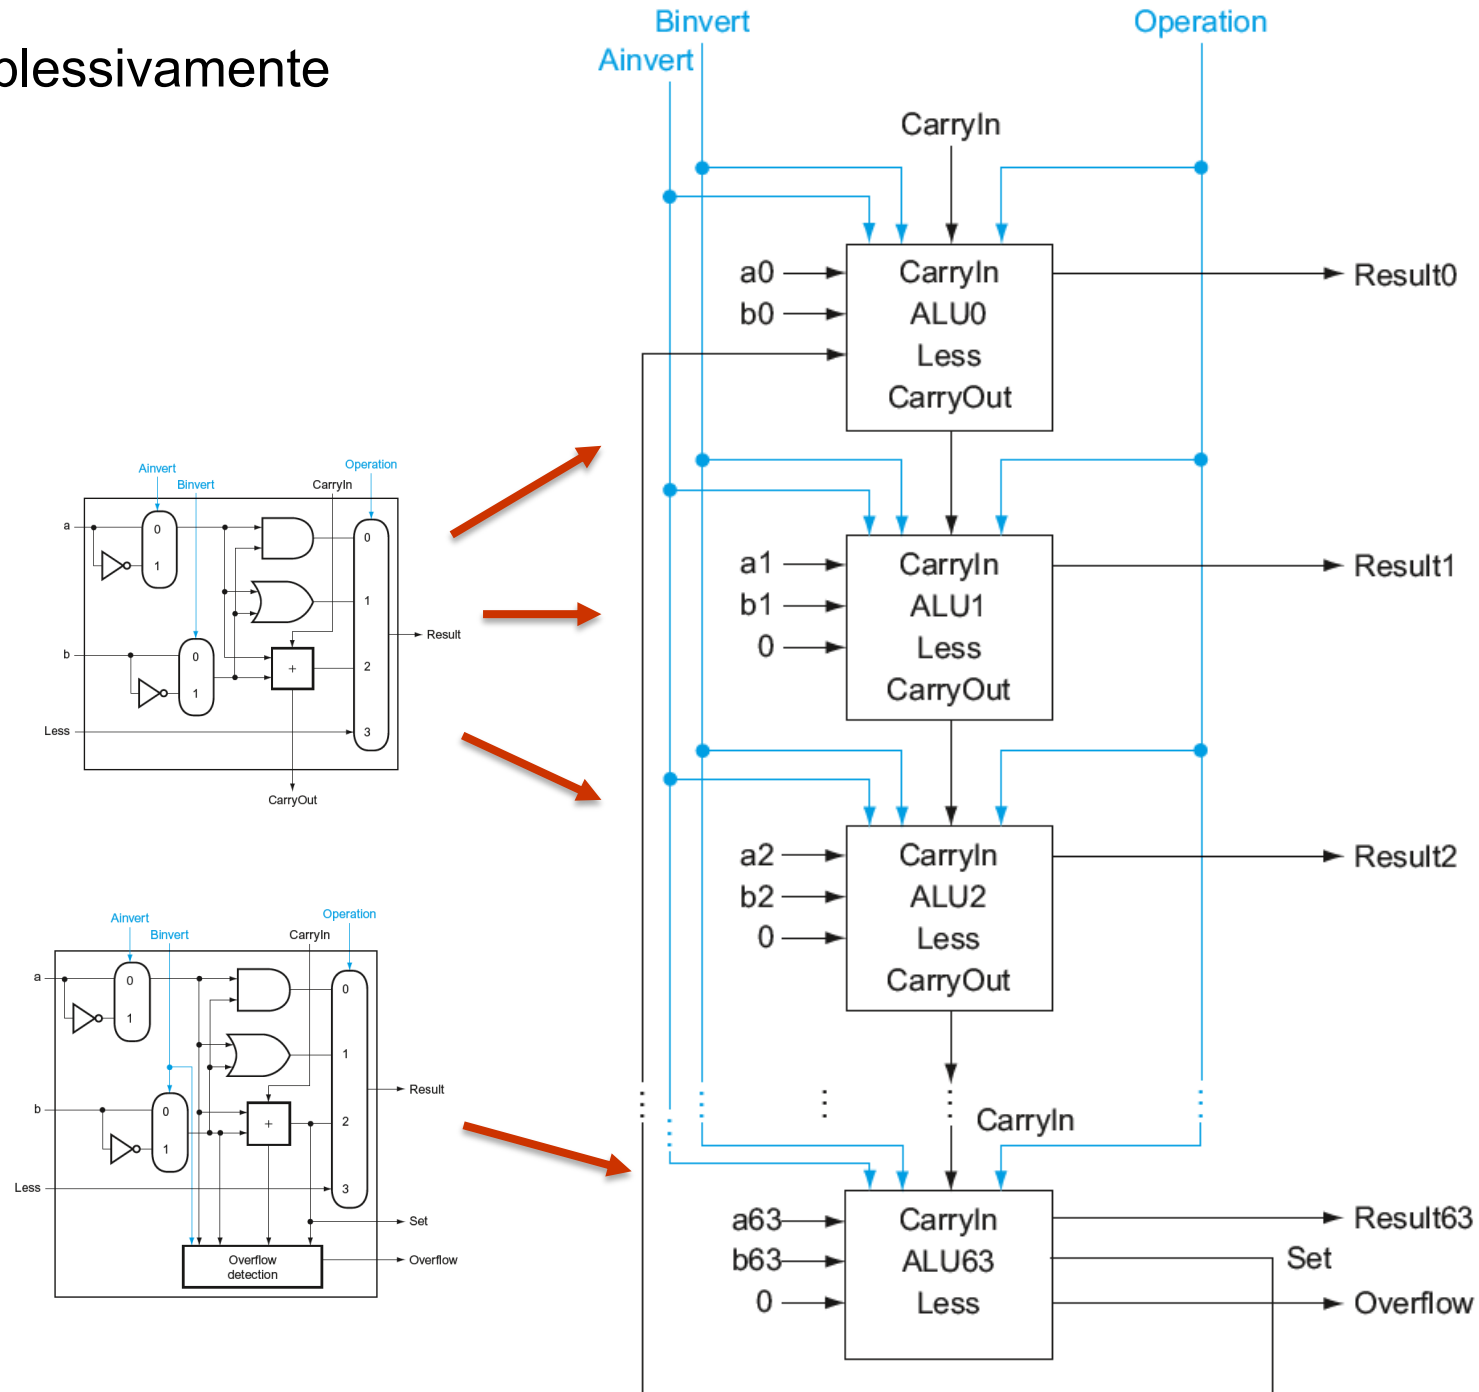 plessivamente
Binvert
Operation
Ainvert
CarryIn
a0
b0
CarryIn
ALU0
Less
CarryOut
Result0
a1
b1
0
CarryIn
ALU1
Less
CarryOut
Result1
a2
b2
0
CarryIn
ALU2
Less
CarryOut
Result2
CarryIn
a63
b63
0
CarryIn
ALU63
Less
Result63
Set
Overflow
Ainvert
Binvert
CarryIn
Operation
a
0
1
b
0
1
+
Less
0
1
2
3
Result
CarryOut
Ainvert
Binvert
CarryIn
Operation
a
0
1
b
0
1
+
Less
0
1
2
3
Result
Set
Overflow
detection
Overflow